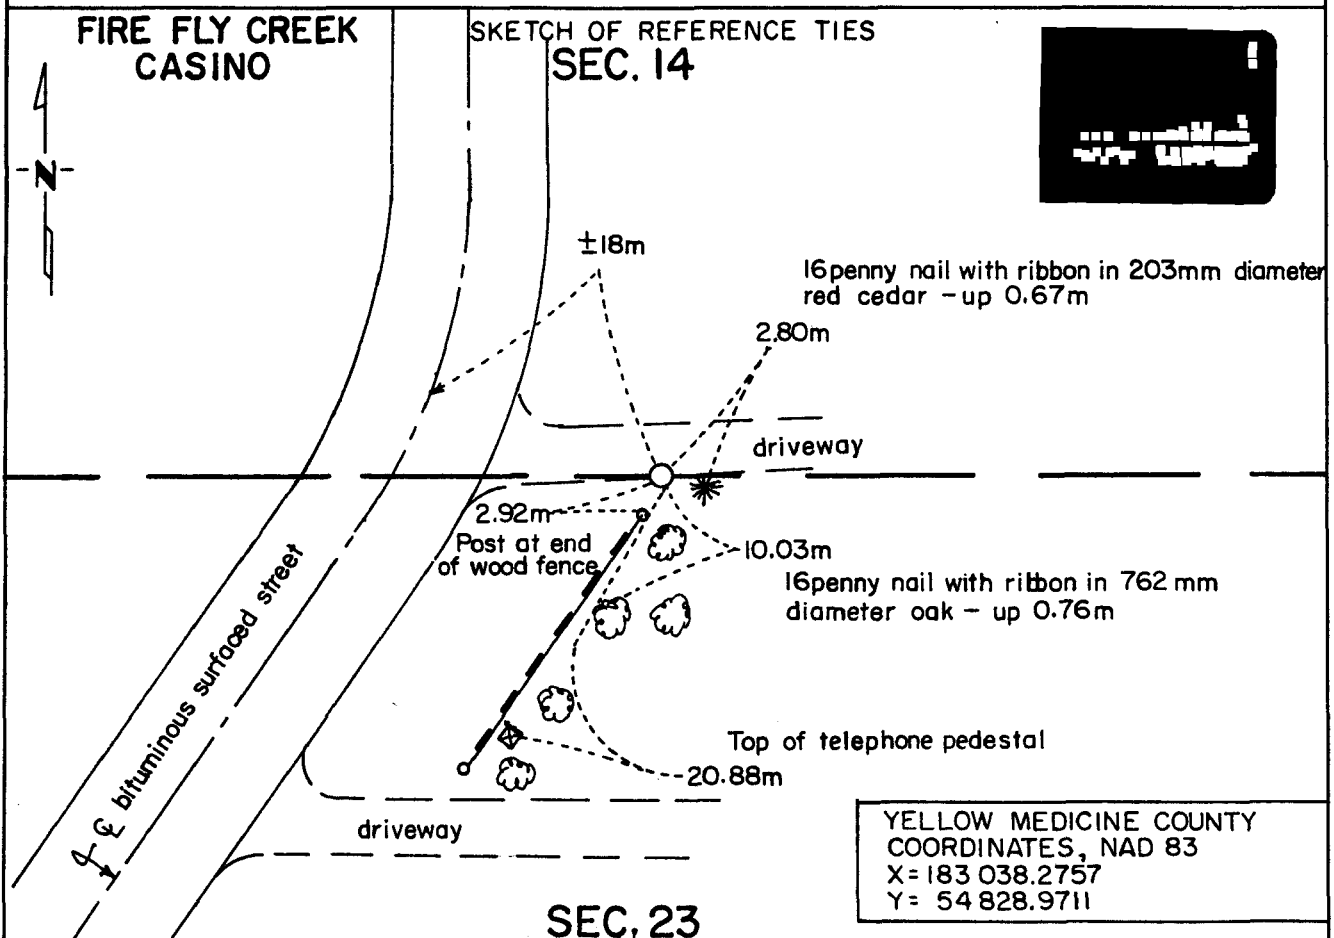 FIRE FLY CREEK
CASINO
SKETCH OF REFERENCE TIES
SEC. 14
N
±18m
16penny nail with ribbon in 203mm diameter
red cedar - up 0.67m
2.80m
driveway
2.92m
Post at end
of wood fence
10.03m
16penny nail with ribbon in 762 mm
diameter oak - up 0.76m
℄ bituminous surfaced street
Top of telephone pedestal
20.88m
driveway
YELLOW MEDICINE COUNTY
COORDINATES, NAD 83
X=183 038.2757
Y= 54 828.9711
SEC. 23